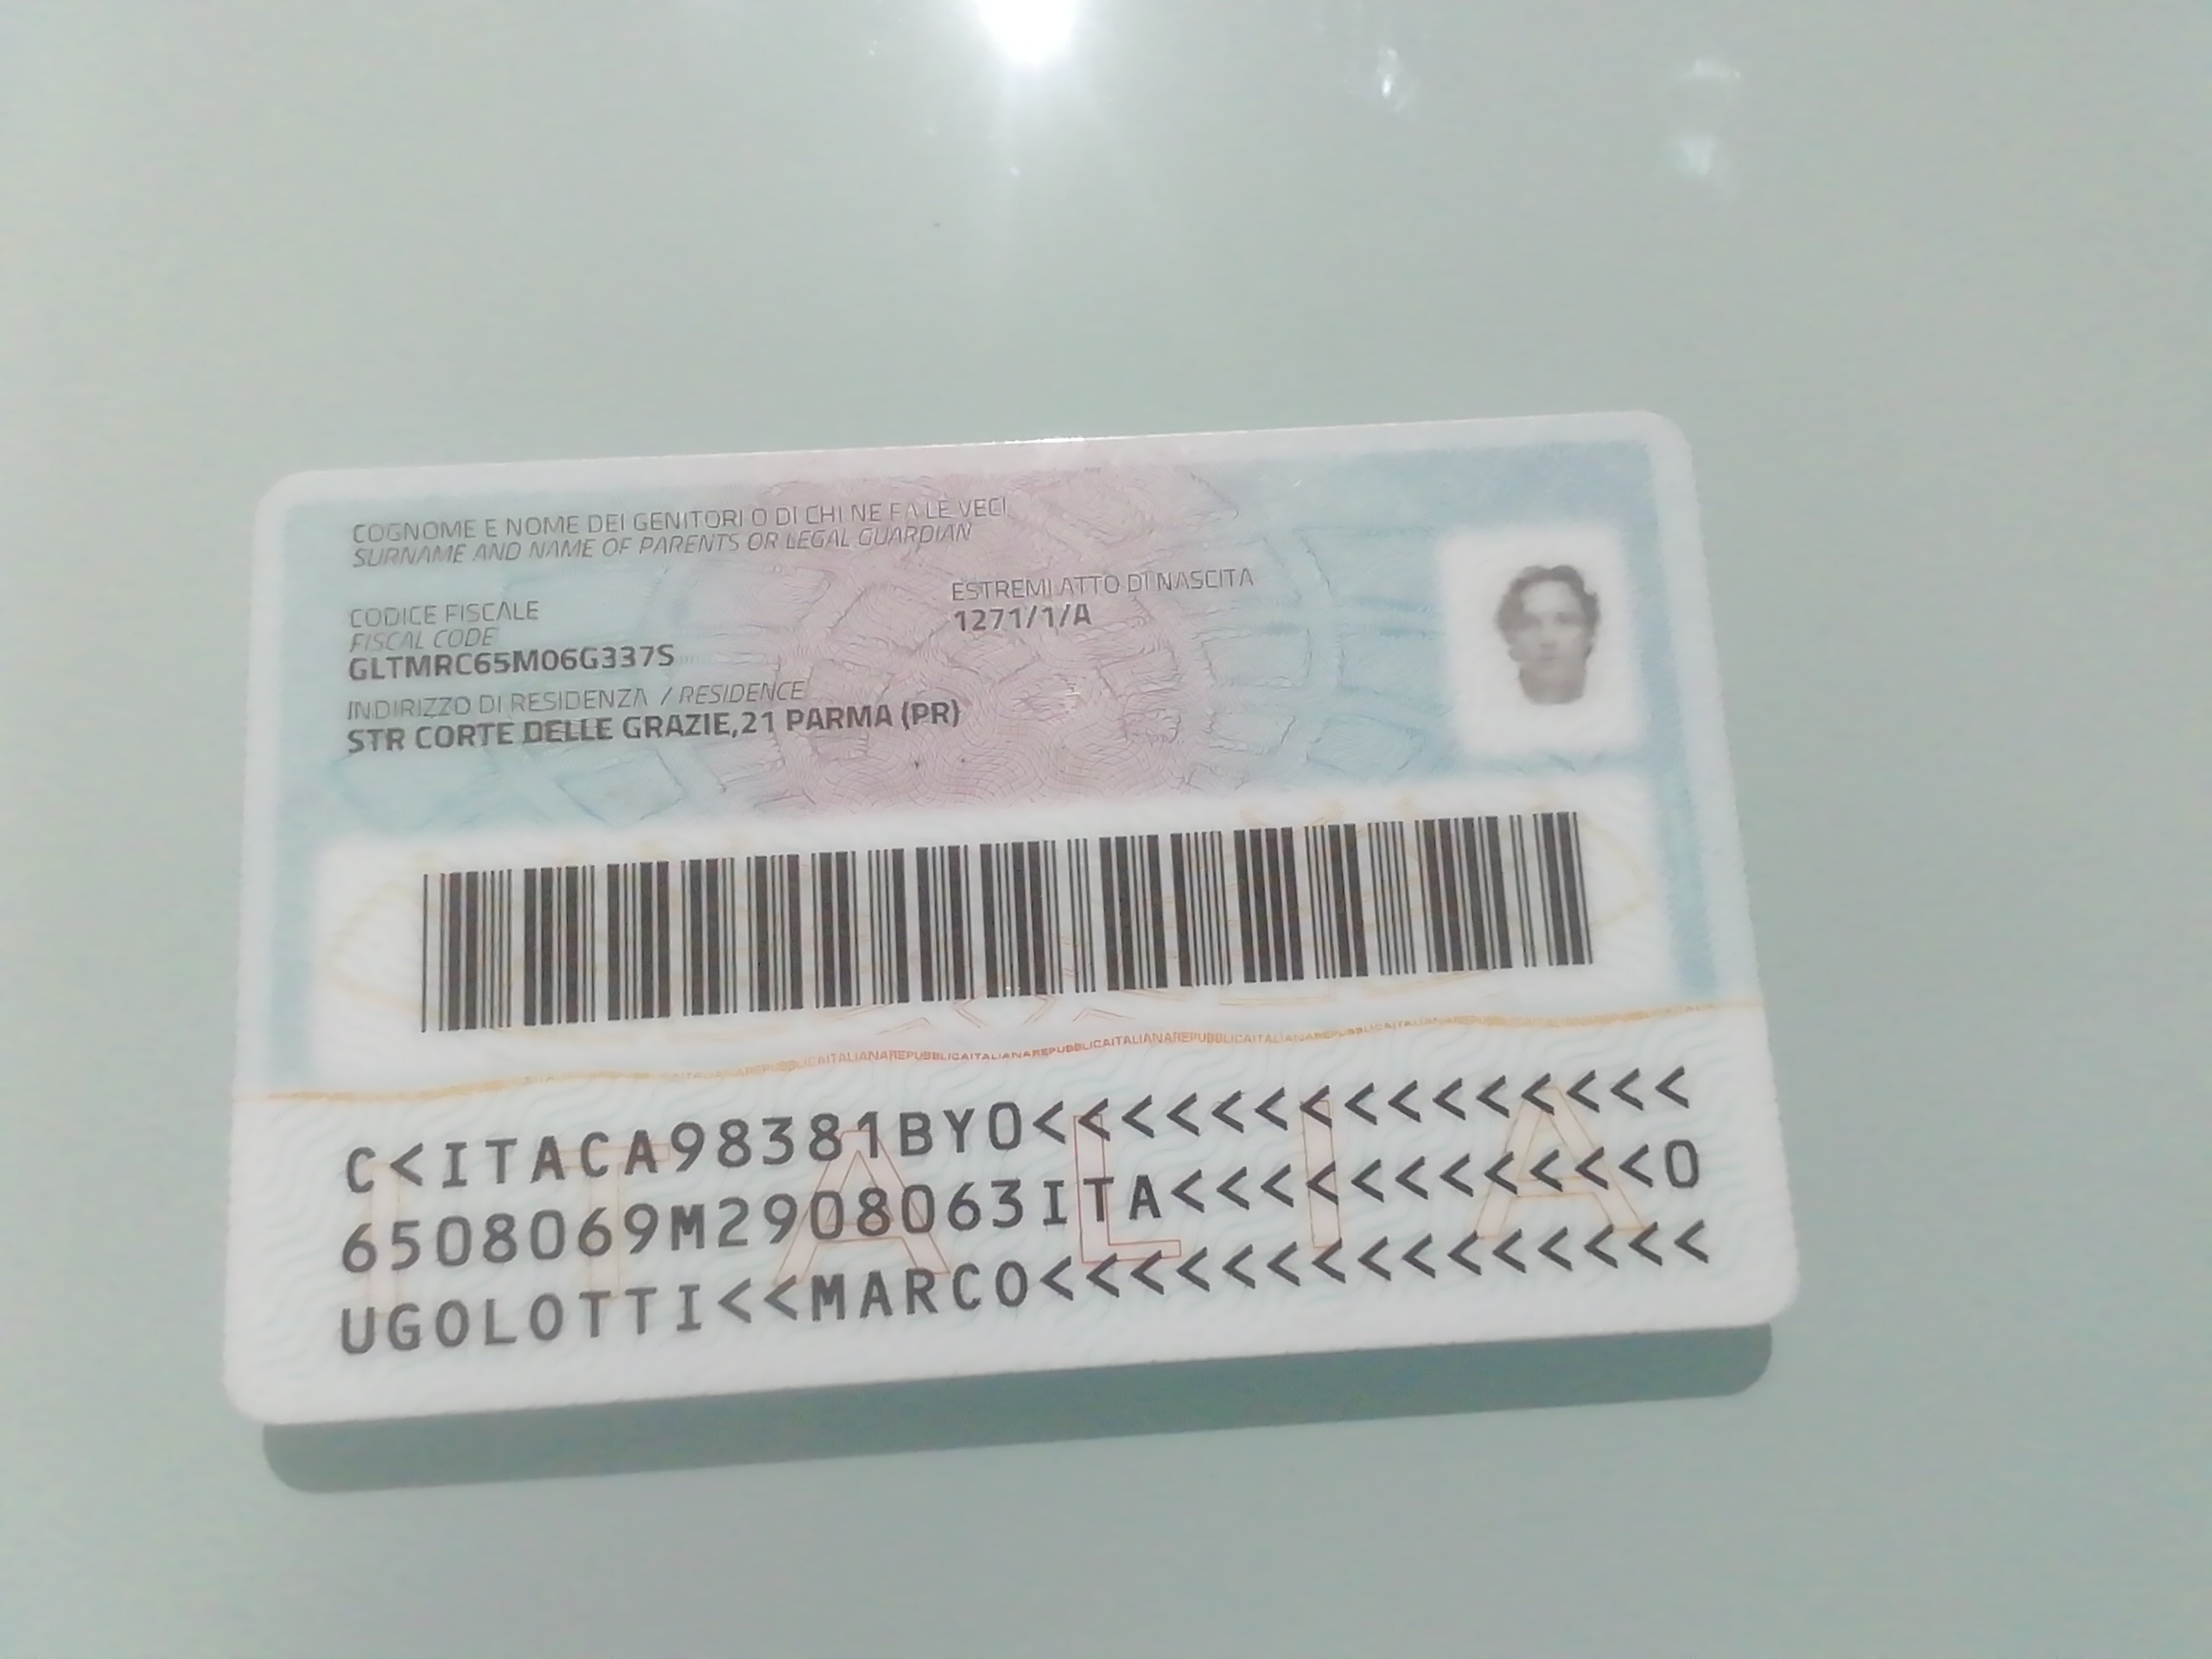 COGNOME E NOME DEI GENITORI O DI CHI NE FA LE VECI
SURNAME AND NAME OF PARENTS OR LEGAL GUARDIAN
ESTREMI ATTO DI NASCITA
1271/1/A
CODICE FISCALE
FISCAL CODE
GLTMRC65M06G337S
INDIRIZZO DI RESIDENZA / RESIDENCE
STR CORTE DELLE GRAZIE,21 PARMA (PR)
REPUBBLICAITALIANAREPUBBLICAITALIANAREPUBBLICAITALIANAREPUBBLICAITALIANA
ITALIA
C<ITACA98381BY0<<<<<<<<<<<<<<<
6508069M2908063ITA<<<<<<<<<<<0
UGOLOTTI<<MARCO<<<<<<<<<<<<<<<